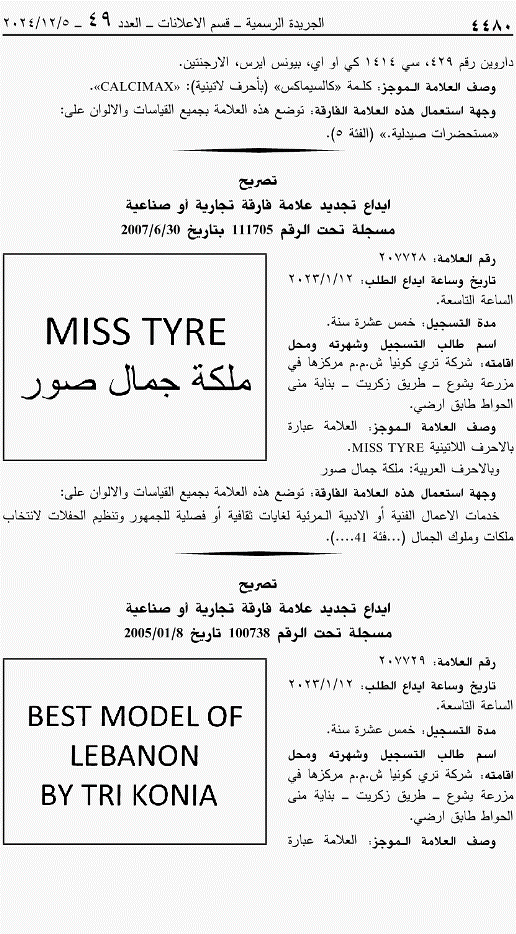 ٤٤٨٠
الجريدة الرسمية – قسم الاعلانات – العدد ٤٩ – ٢٠٢٤/١٢/٥
داروين رقم ٤٢٩، سي ١٤١٤ كي او اي، بيونس ايرس، الارجنتين.
وصف العلامة الموجز: كلمة «كالسيماكس» (بأحرف لاتينية): «CALCIMAX».
وجهة استعمال هذه العلامة الفارقة: توضع هذه العلامة بجميع القياسات والالوان على:
«مستحضرات صيدلية.» (الفئة ٥).
تصريح
ايداع تجديد علامة فارقة تجارية أو صناعية
مسجلة تحت الرقم 111705 بتاريخ 2007/6/30
رقم العلامة: ٢٠٧٧٢٨
تاريخ وساعة ايداع الطلب: ٢٠٢٣/١/١٢
الساعة التاسعة.
مدة التسجيل: خمس عشرة سنة.
اسم طالب التسجيل وشهرته ومحل
اقامته: شركة تري كونيا ش.م.م مركزها في
مزرعة يشوع – طريق زكريت – بناية منى
الحواط طابق ارضي.
وصف العلامة الموجز: العلامة عبارة
بالاحرف اللاتينية MISS TYRE.
وبالاحرف العربية: ملكة جمال صور
MISS TYRE
ملكة جمال صور
وجهة استعمال هذه العلامة الفارقة: توضع هذه العلامة بجميع القياسات والالوان على:
خدمات الاعمال الفنية أو الادبية المرئية لغايات ثقافية أو فصلية للجمهور وتنظيم الحفلات لانتخاب
ملكات وملوك الجمال (...فئة 41....).
تصريح
ايداع تجديد علامة فارقة تجارية أو صناعية
مسجلة تحت الرقم 100738 تاريخ 2005/01/8
رقم العلامة: ٢٠٧٧٢٩
تاريخ وساعة ايداع الطلب: ٢٠٢٣/١/١٢
الساعة التاسعة.
مدة التسجيل: خمس عشرة سنة.
اسم طالب التسجيل وشهرته ومحل
اقامته: شركة تري كونيا ش.م.م مركزها في
مزرعة يشوع – طريق زكريت – بناية منى
الحواط طابق ارضي.
وصف العلامة الموجز: العلامة عبارة
BEST MODEL OF
LEBANON
BY TRI KONIA